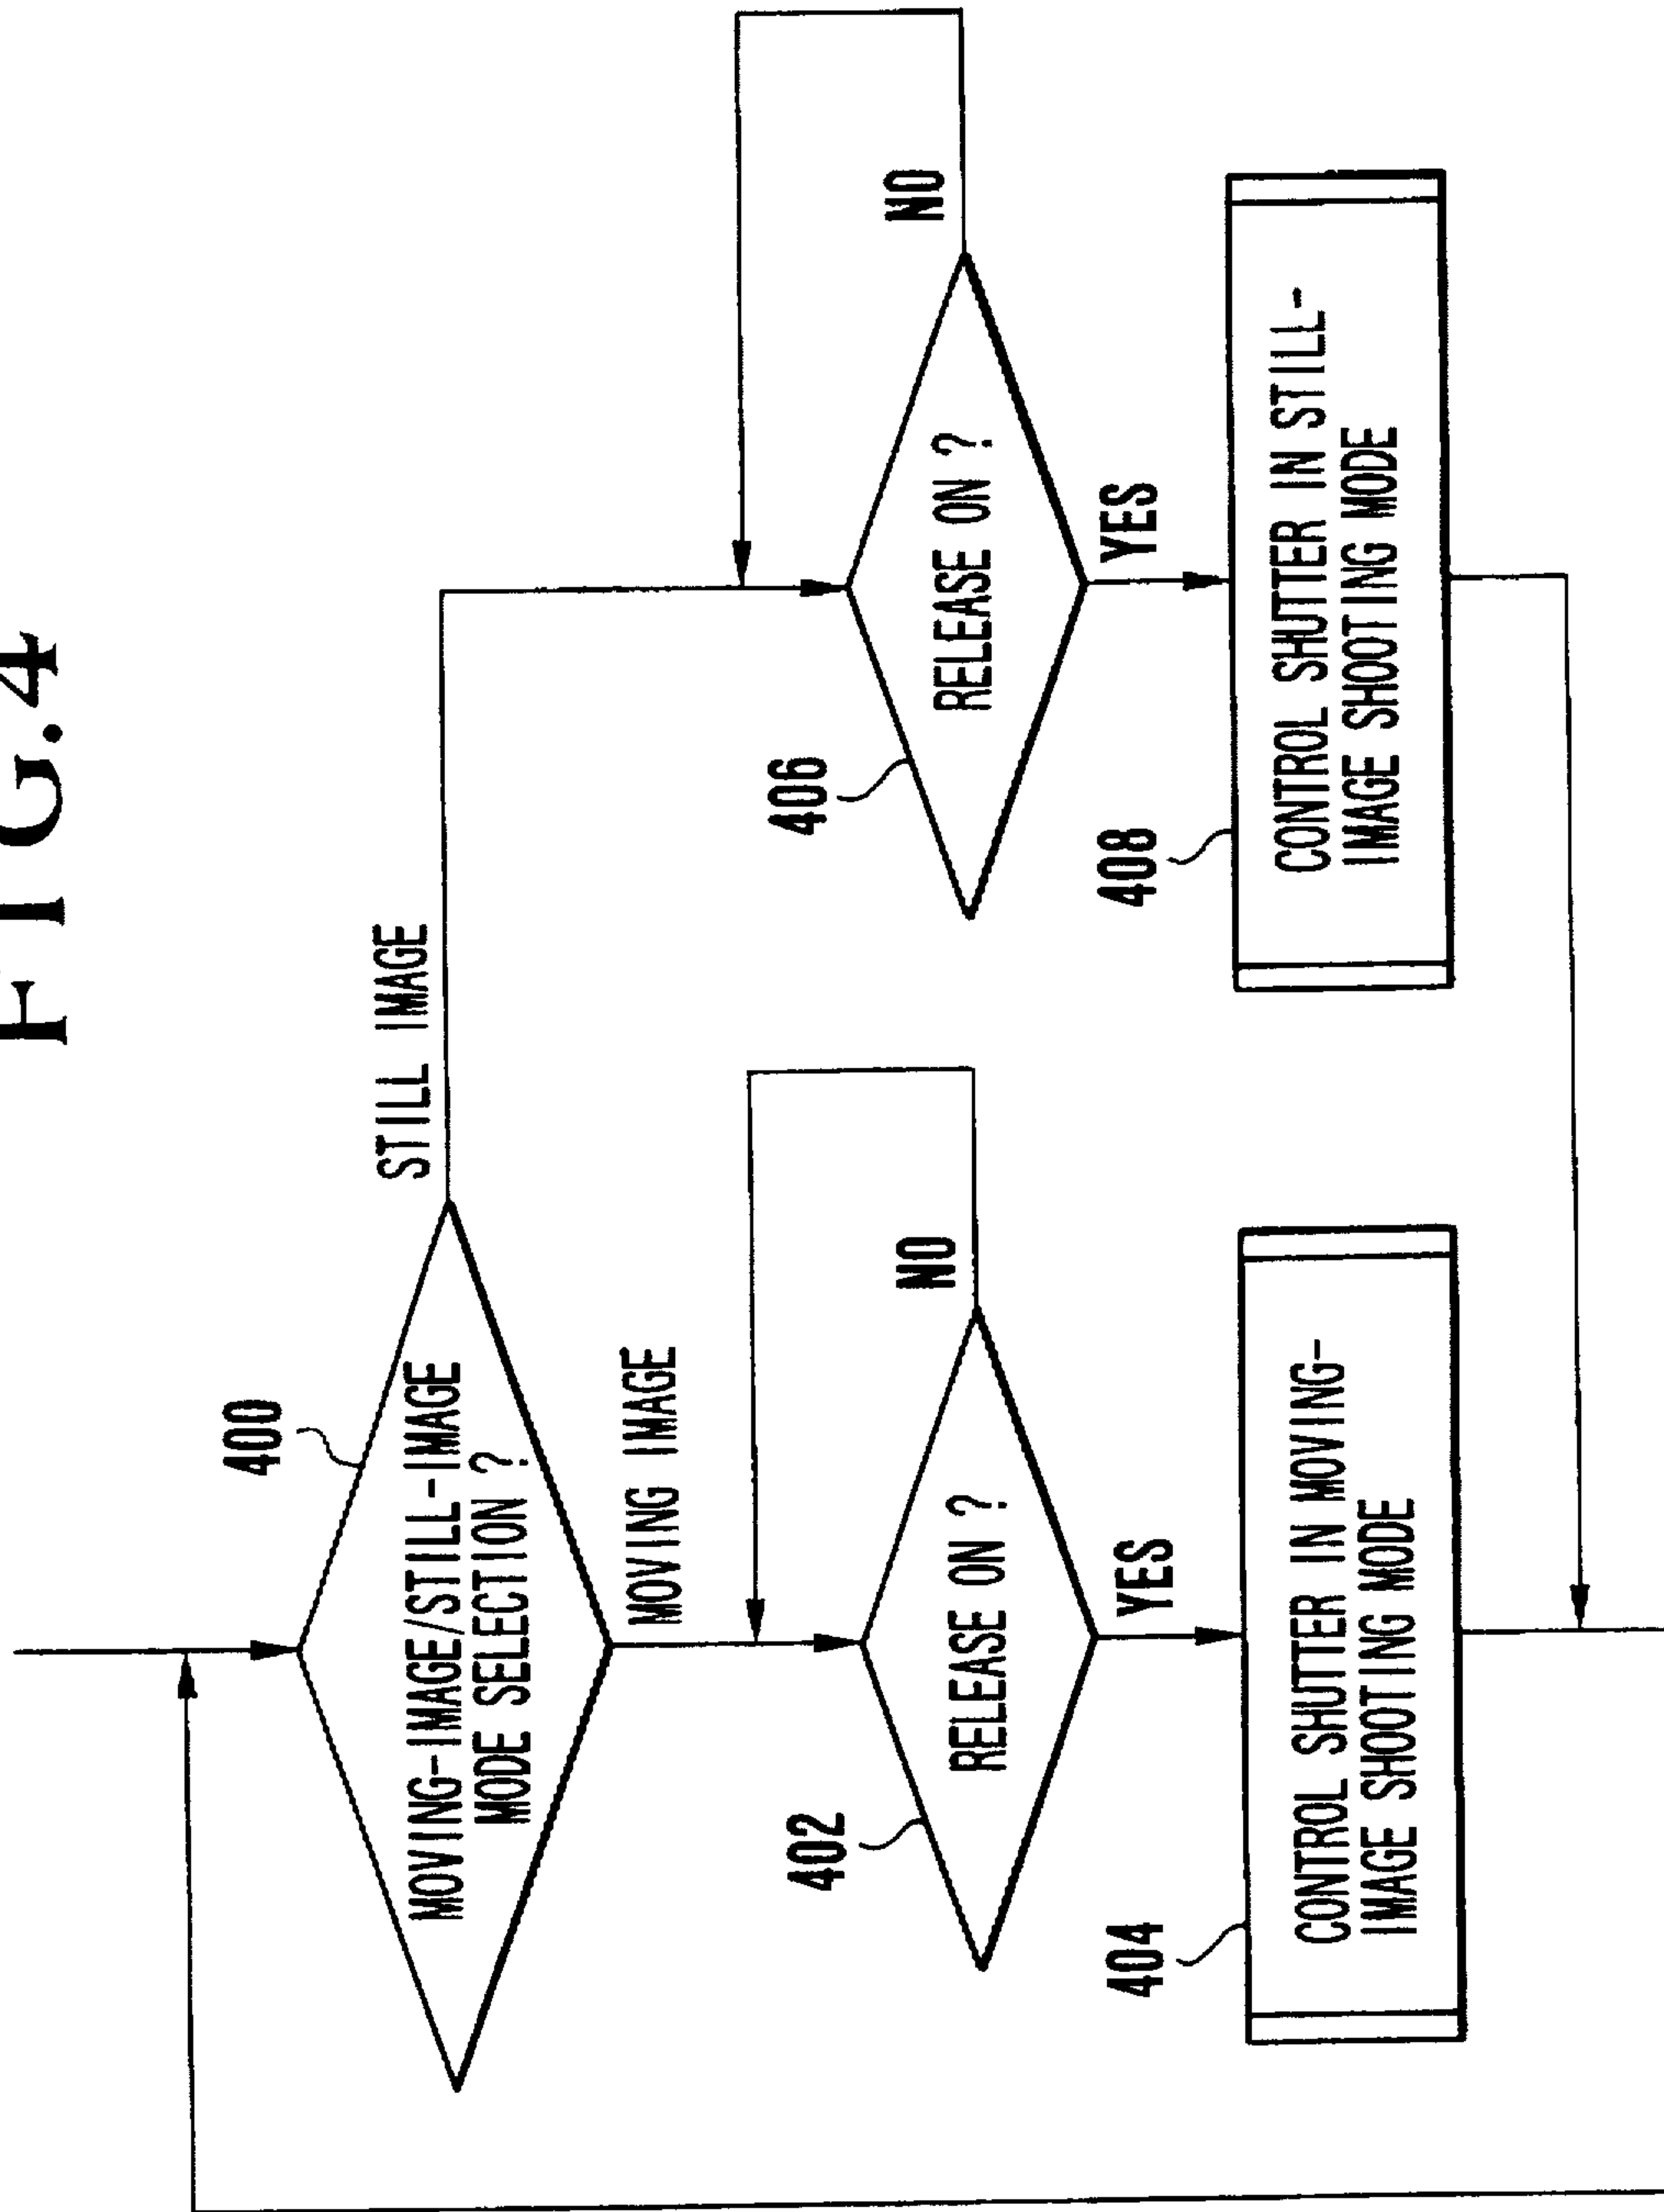 FIG.4
400
MOVING-IMAGE/STILL-IMAGE
MODE SELECTION ?
STILL IMAGE
MOVING IMAGE
402
RELEASE ON ?
NO
YES
404
CONTROL SHUTTER IN MOVING-
IMAGE SHOOTING MODE
406
RELEASE ON ?
NO
YES
408
CONTROL SHUTTER IN STILL-
IMAGE SHOOTING MODE